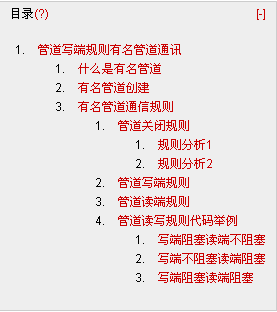 目录(?) [-]
1. 管道写端规则有名管道通讯
1. 什么是有名管道
2. 有名管道创建
3. 有名管道通信规则
1. 管道关闭规则
1. 规则分析1
2. 规则分析2
2. 管道写端规则
3. 管道读端规则
4. 管道读写规则代码举例
1. 写端阻塞读端不阻塞
2. 写端不阻塞读端阻塞
3. 写端阻塞读端阻塞